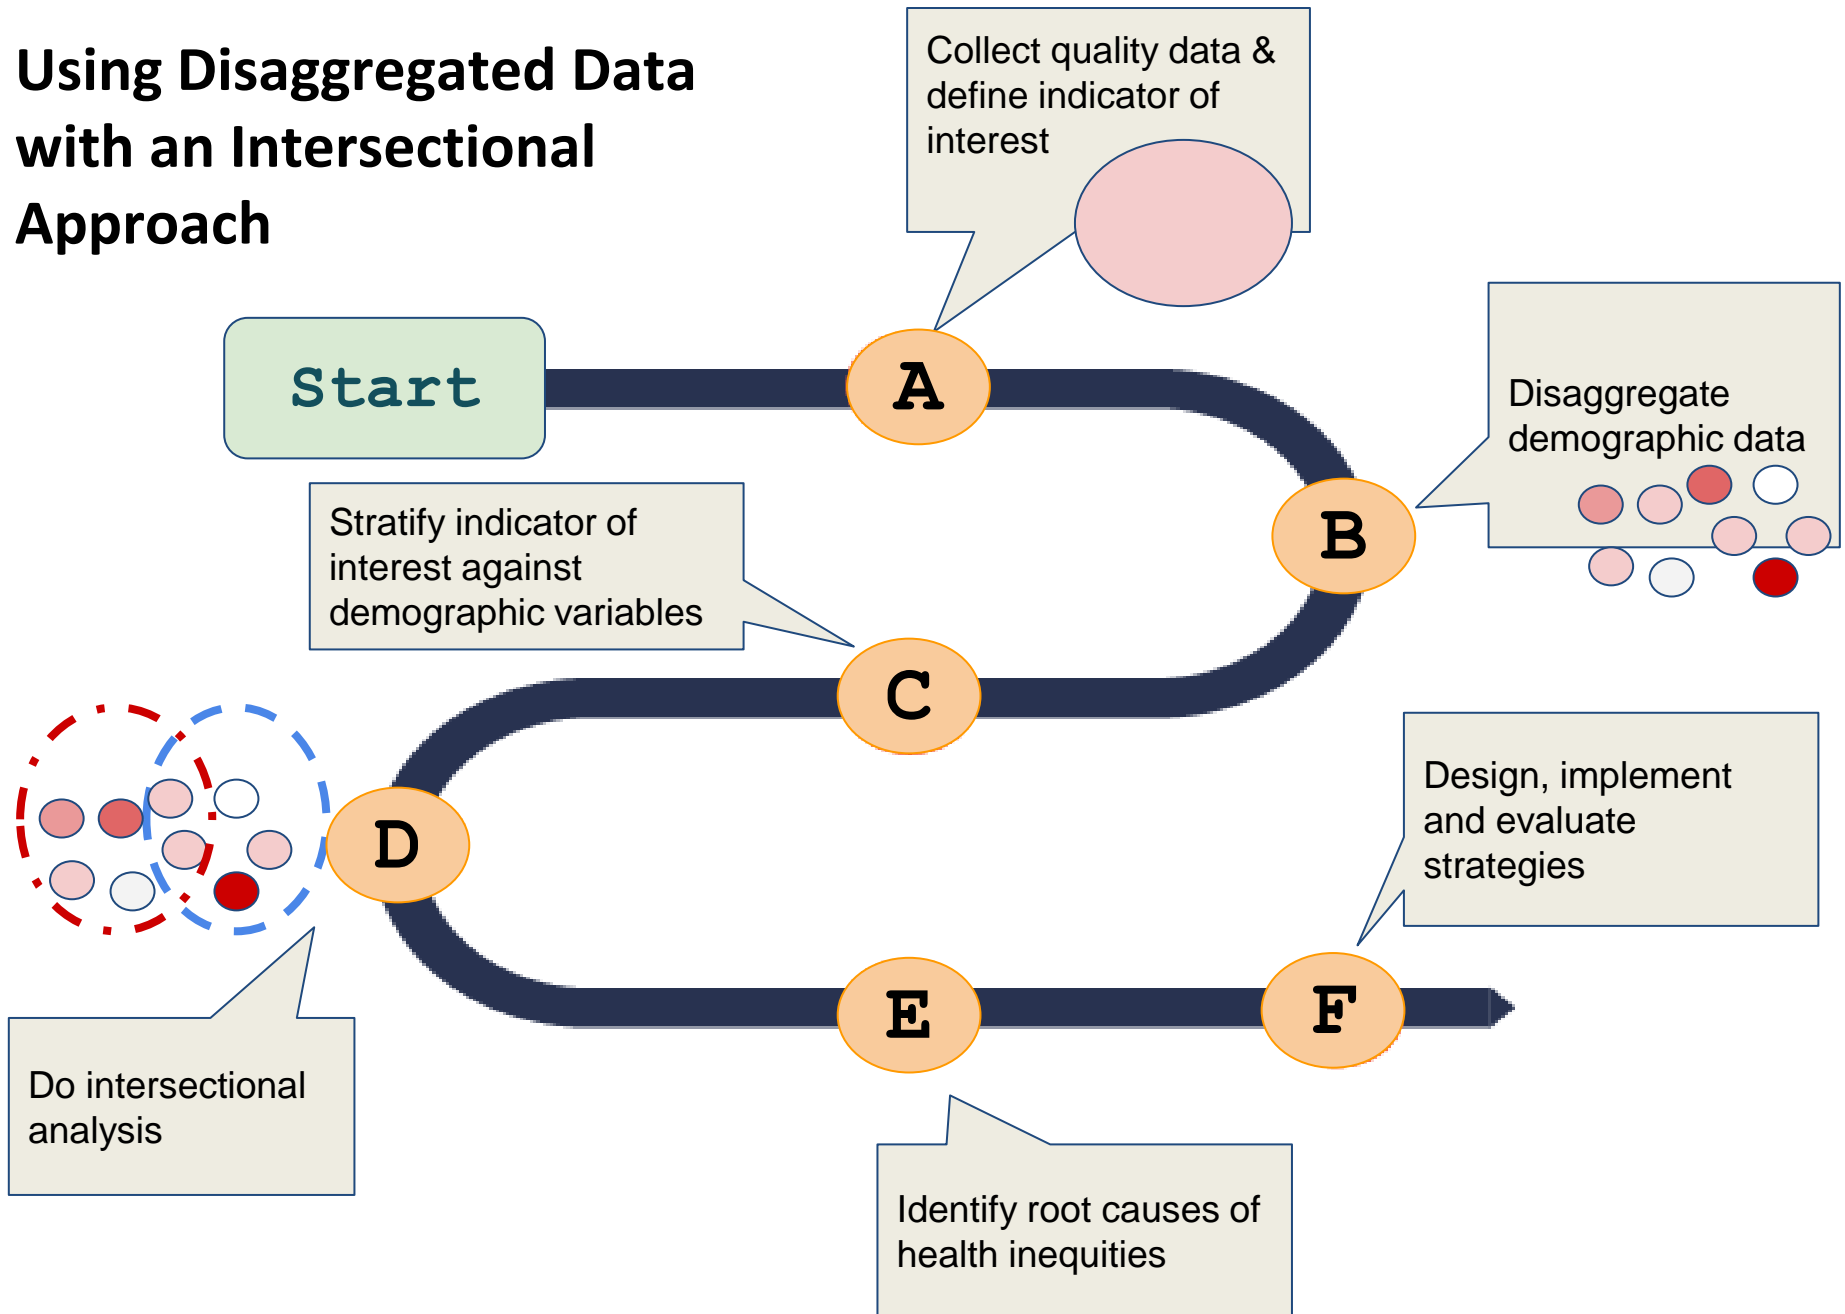 Using Disaggregated Data
with an Intersectional
Approach
Collect quality data &
define indicator of
interest
Start
A
Disaggregate
demographic data
B
Stratify indicator of
interest against
demographic variables
C
D
Do intersectional
analysis
Design, implement
and evaluate
strategies
E
F
Identify root causes of
health inequities